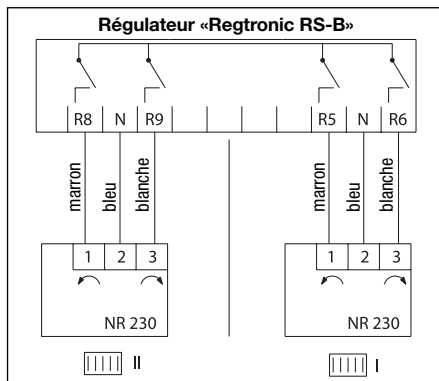 Régulateur «Regtronic RS-B»
R8 N R9 R5 N R6
marron bleu blanche marron bleu blanche
1 2 3 1 2 3
NR 230 NR 230
II I